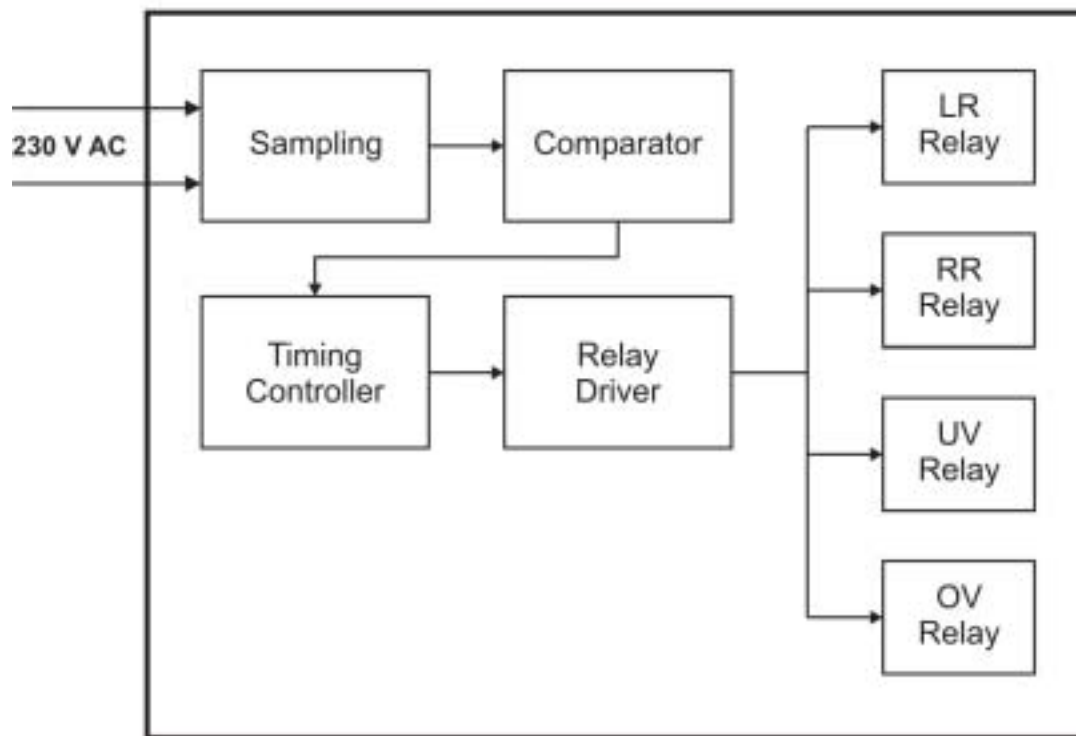 230 V AC
Sampling
Comparator
Timing
Controller
Relay
Driver
LR
Relay
RR
Relay
UV
Relay
OV
Relay